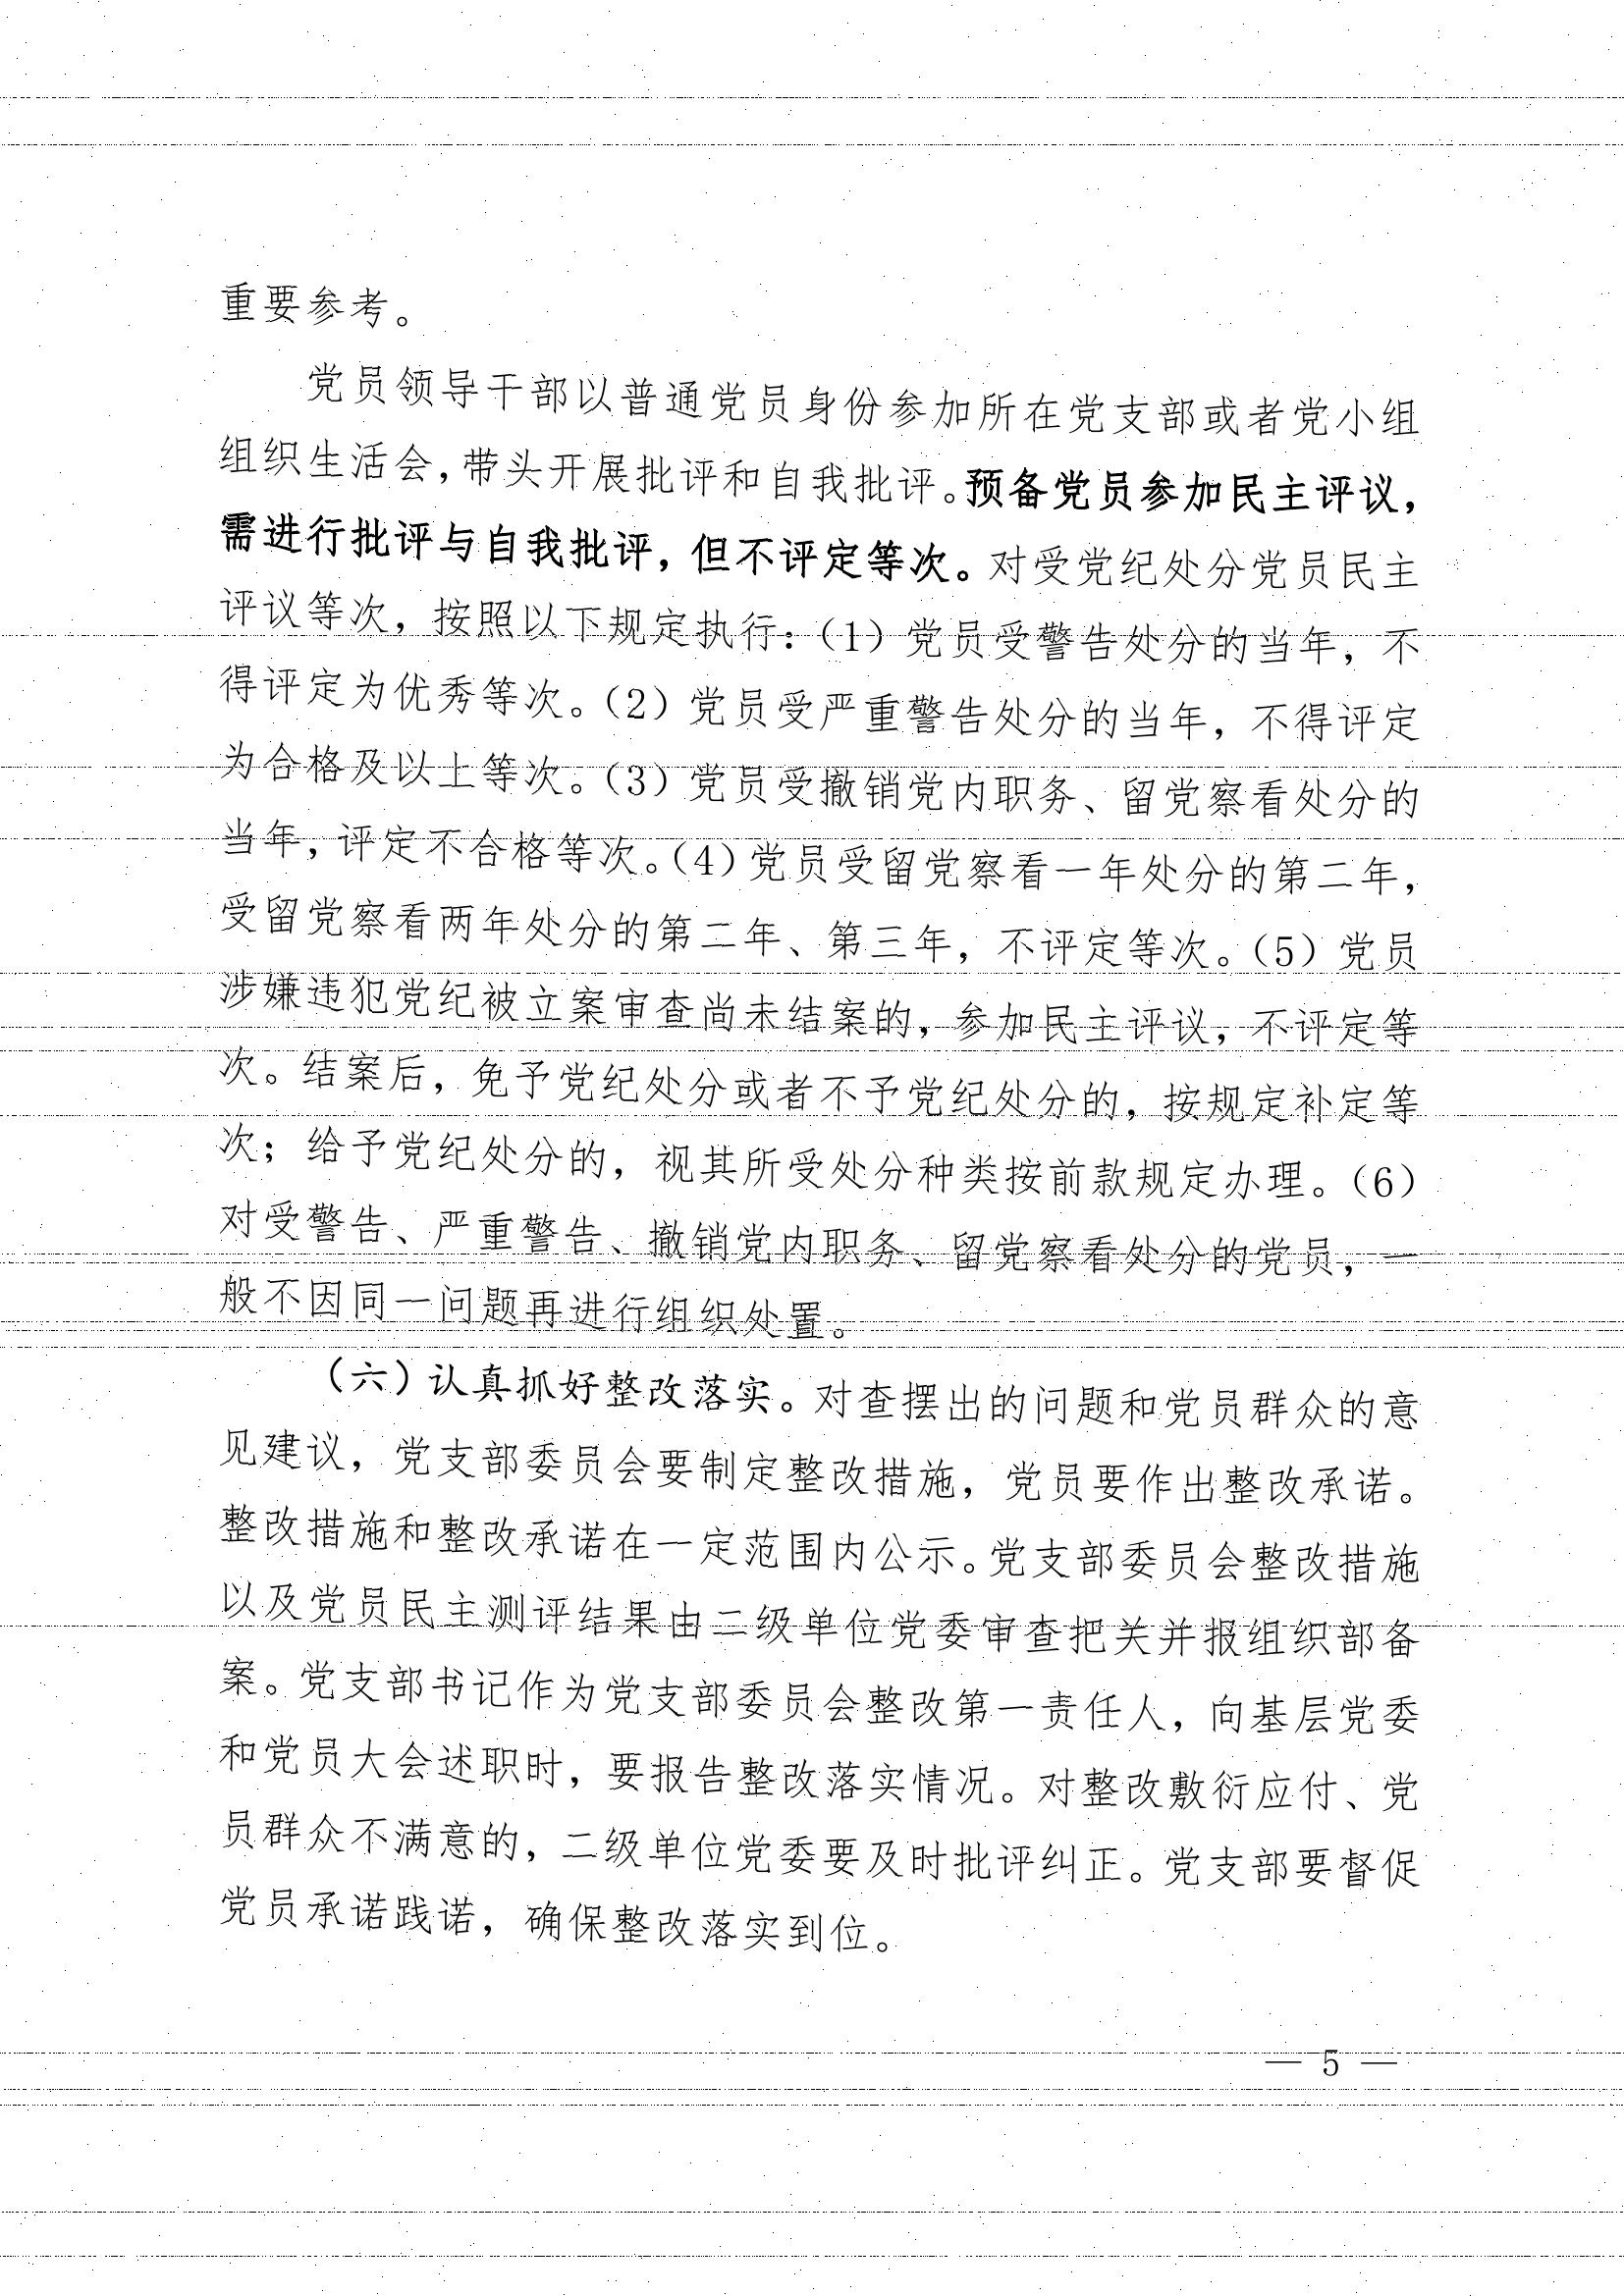 重要参考。
党员领导干部以普通党员身份参加所在党支部或者党小组
组织生活会,带头开展批评和自我批评。预备党员参加民主评议,
需进行批评与自我批评,但不评定等次。对受党纪处分党员民主
评议等次,按照以下规定执行:(1)党员受警告处分的当年,不
得评定为优秀等次。(2)党员受严重警告处分的当年,不得评定
为合格及以上等次。(3)党员受撤销党内职务、留党察看处分的
当年,评定不合格等次。(4)党员受留党察看一年处分的第二年,
受留党察看两年处分的第二年、第三年,不评定等次。(5)党员
涉嫌违犯党纪被立案审查尚未结案的,参加民主评议,不评定等
次。结案后,免予党纪处分或者不予党纪处分的,按规定补定等
次;给予党纪处分的,视其所受处分种类按前款规定办理。(6)
对受警告、严重警告、撤销党内职务、留党察看处分的党员,一
般不因同一问题再进行组织处置。
(六)认真抓好整改落实。对查摆出的问题和党员群众的意
见建议,党支部委员会要制定整改措施,党员要作出整改承诺。
整改措施和整改承诺在一定范围内公示。党支部委员会整改措施
以及党员民主测评结果由二级单位党委审查把关并报组织部备
案。党支部书记作为党支部委员会整改第一责任人,向基层党委
和党员大会述职时,要报告整改落实情况。对整改敷衍应付、党
员群众不满意的,二级单位党委要及时批评纠正。党支部要督促
党员承诺践诺,确保整改落实到位。
— 5 —